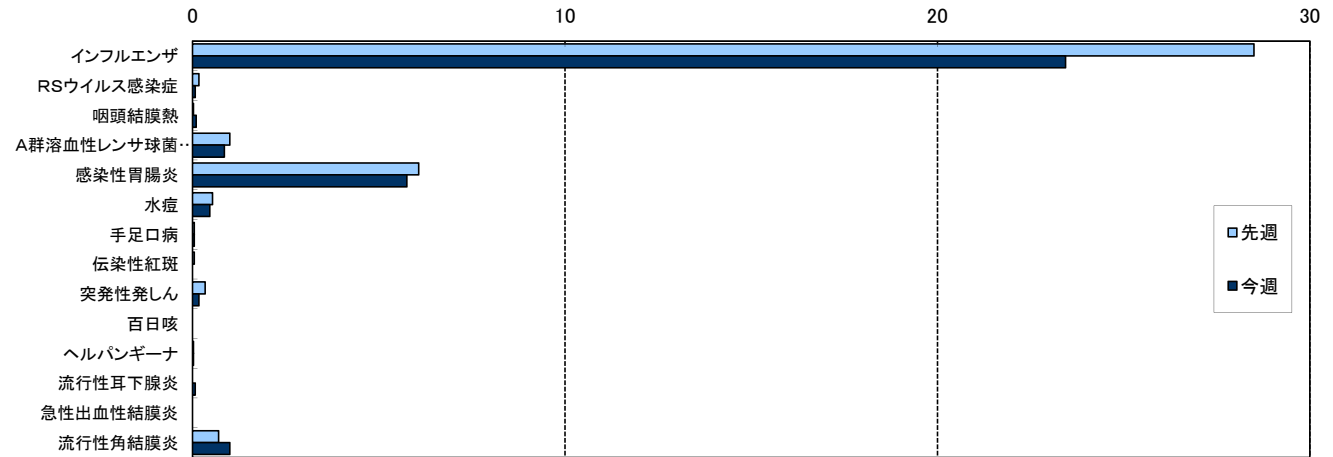 0 10 20 30
インフルエンザ
RSウイルス感染症
咽頭結膜熱
A群溶血性レンサ球菌…
感染性胃腸炎
水痘
手足口病
伝染性紅斑
突発性発しん
百日咳
ヘルパンギーナ
流行性耳下腺炎
急性出血性結膜炎
流行性角結膜炎
先週
今週